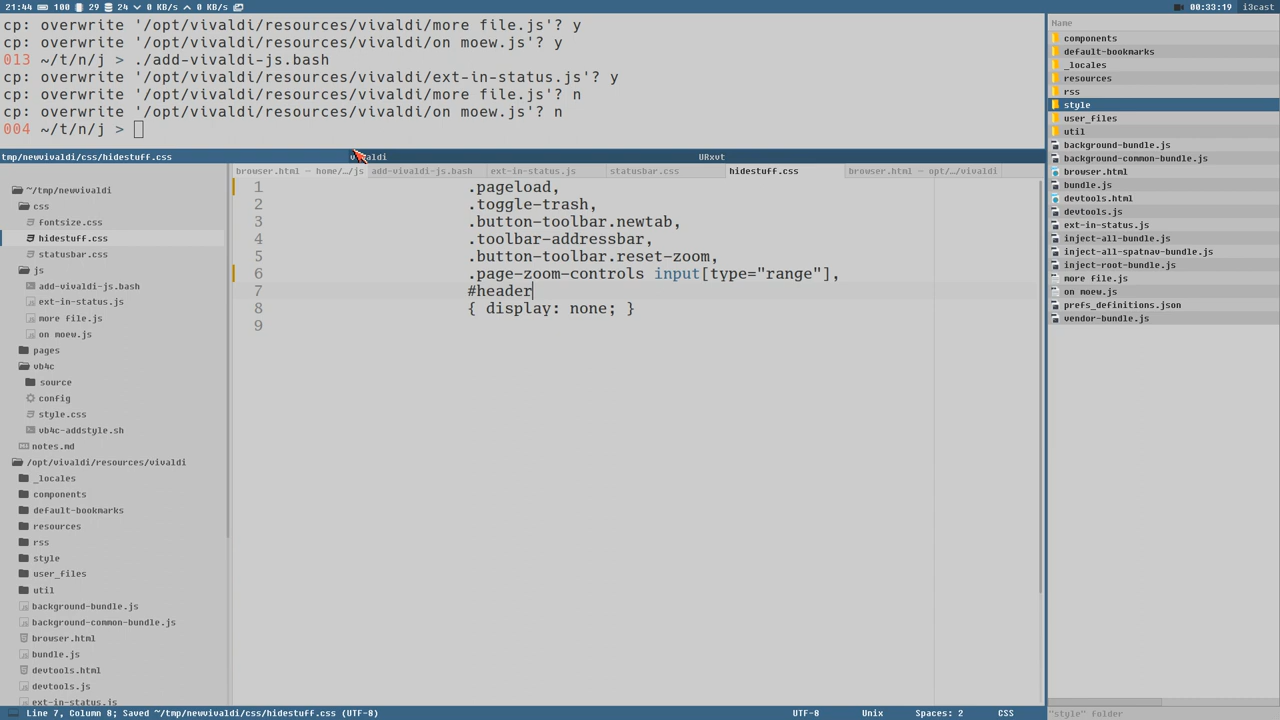 21:44 100 29 24 0 KB/s 0 KB/s
00:33:19 i3cast
cp: overwrite '/opt/vivaldi/resources/vivaldi/more file.js'? y
cp: overwrite '/opt/vivaldi/resources/vivaldi/on moew.js'? y
013 ~/t/n/j > ./add-vivaldi-js.bash
cp: overwrite '/opt/vivaldi/resources/vivaldi/ext-in-status.js'? y
cp: overwrite '/opt/vivaldi/resources/vivaldi/more file.js'? n
cp: overwrite '/opt/vivaldi/resources/vivaldi/on moew.js'? n
004 ~/t/n/j >
tmp/newvivaldi/css/hidestuff.css
vivaldi
URxvt
~/tmp/newvivaldi
css
fontsize.css
hidestuff.css
statusbar.css
js
add-vivaldi-js.bash
ext-in-status.js
more file.js
on moew.js
pages
vb4c
source
config
style.css
vb4c-addstyle.sh
notes.md
/opt/vivaldi/resources/vivaldi
_locales
components
default-bookmarks
resources
rss
style
user_files
util
background-bundle.js
background-common-bundle.js
browser.html
bundle.js
devtools.html
devtools.js
ext-in-status.js
browser.html — home/…/js
add-vivaldi-js.bash
ext-in-status.js
statusbar.css
hidestuff.css
browser.html — opt/…/vivaldi
1 .pageload,
2 .toggle-trash,
3 .button-toolbar.newtab,
4 .toolbar-addressbar,
5 .button-toolbar.reset-zoom,
6 .page-zoom-controls input[type="range"],
7 #header
8 { display: none; }
9
Line 7, Column 8; Saved ~/tmp/newvivaldi/css/hidestuff.css (UTF-8)
UTF-8
Unix
Spaces: 2
CSS
Name
components
default-bookmarks
_locales
resources
rss
style
user_files
util
background-bundle.js
background-common-bundle.js
browser.html
bundle.js
devtools.html
devtools.js
ext-in-status.js
inject-all-bundle.js
inject-all-spatnav-bundle.js
inject-root-bundle.js
more file.js
on moew.js
prefs_definitions.json
vendor-bundle.js
"style" folder